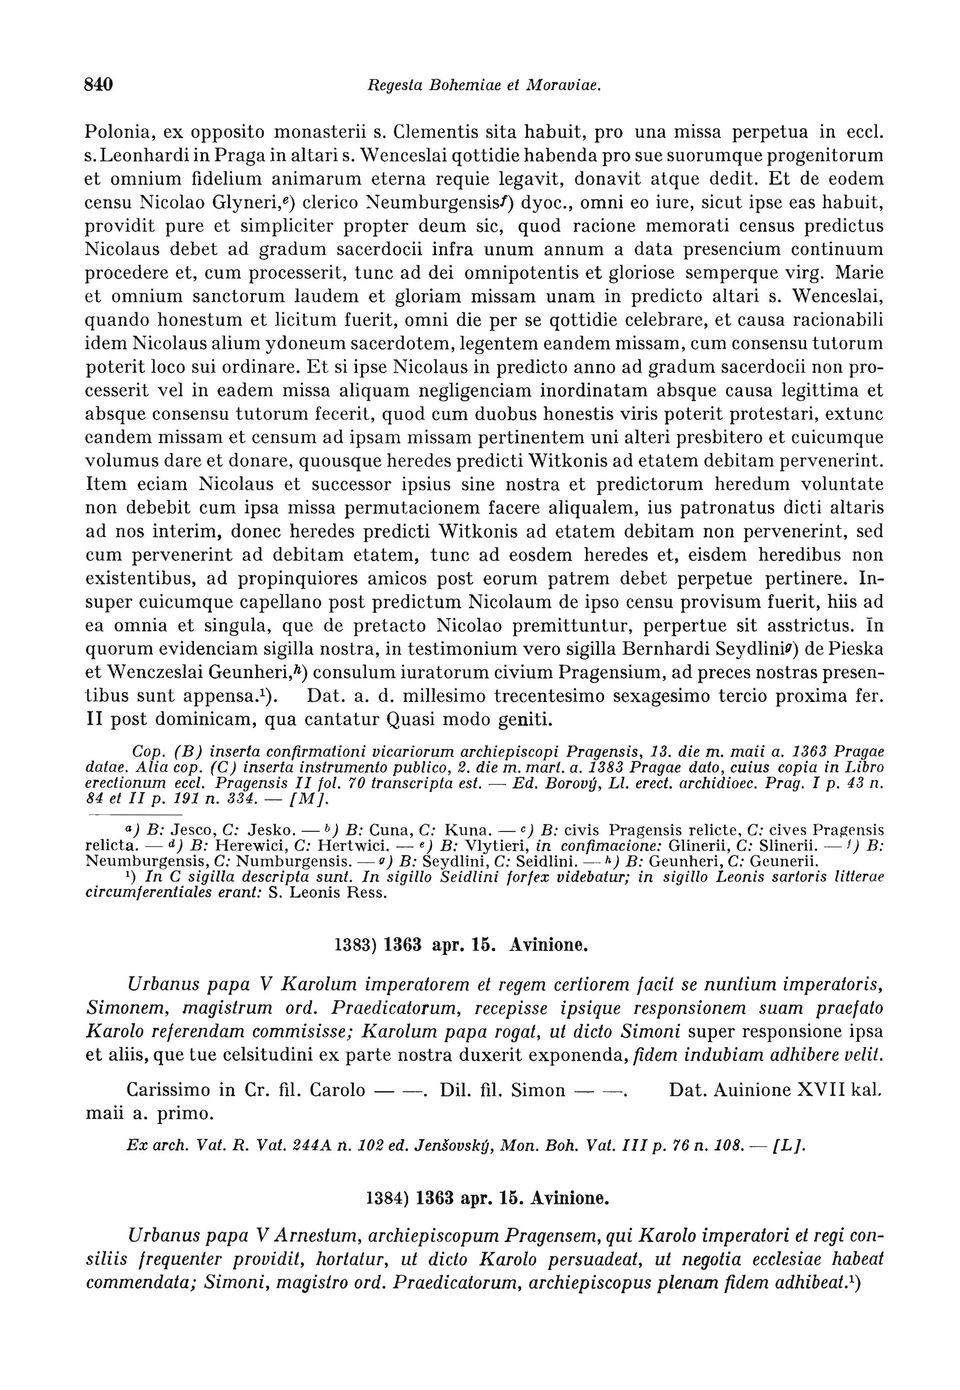 840 Regesta Bohemiae et Moraviae.
Polonia, ex opposito monasterii s. Clementis sita habuit, pro una missa perpetua in eccl.
s. Leonhardi in Praga in altari s. Wenceslai qottidie habenda pro sue suorumque progenitorum
et omnium fidelium animarum eterna requie legavit, donavit atque dedit. Et de eodem
censu Nicolao Glyneri,ᵉ) clerico Neumburgensisᶠ) dyoc., omni eo iure, sicut ipse eas habuit,
providit pure et simpliciter propter deum sic, quod racione memorati census predictus
Nicolaus debet ad gradum sacerdocii infra unum annum a data presencium continuum
procedere et, cum processerit, tunc ad dei omnipotentis et gloriose semperque virg. Marie
et omnium sanctorum laudem et gloriam missam unam in predicto altari s. Wenceslai,
quando honestum et licitum fuerit, omni die per se qottidie celebrare, et causa racionabili
idem Nicolaus alium ydoneum sacerdotem, legentem eandem missam, cum consensu tutorum
poterit loco sui ordinare. Et si ipse Nicolaus in predicto anno ad gradum sacerdocii non pro-
cesserit vel in eadem missa aliquam negligenciam inordinatam absque causa legittima et
absque consensu tutorum fecerit, quod cum duobus honestis viris poterit protestari, extunc
eandem missam et censum ad ipsam missam pertinentem uni alteri presbitero et cuicumque
volumus dare et donare, quousque heredes predicti Witkonis ad etatem debitam pervenerint.
Item eciam Nicolaus et successor ipsius sine nostra et predictorum heredum voluntate
non debebit cum ipsa missa permutacionem facere aliqualem, ius patronatus dicti altaris
ad nos interim, donec heredes predicti Witkonis ad etatem debitam non pervenerint, sed
cum pervenerint ad debitam etatem, tunc ad eosdem heredes et, eisdem heredibus non
existentibus, ad propinquiores amicos post eorum patrem debet perpetue pertinere. In-
super cuicumque capellano post predictum Nicolaum de ipso censu provisum fuerit, hiis ad
ea omnia et singula, que de pretacto Nicolao premittuntur, perpertue sit asstrictus. In
quorum evidenciam sigilla nostra, in testimonium vero sigilla Bernhardi Seydliniᵍ) de Pieska
et Wenczeslai Geunheri,ʰ) consulum iuratorum civium Pragensium, ad preces nostras presen-
tibus sunt appensa.¹). Dat. a. d. millesimo trecentesimo sexagesimo tercio proxima fer.
II post dominicam, qua cantatur Quasi modo geniti.
Cop. (B) inserta confirmationi vicariorum archiepiscopi Pragensis, 13. die m. maii a. 1363 Pragae
datae. Alia cop. (C) inserta instrumento publico, 2. die m. mart. a. 1383 Pragae dato, cuius copia in Libro
erectionum eccl. Pragensis II fol. 70 transcripta est. — Ed. Borový, Ll. erect. archidioec. Prag. I p. 43 n.
84 et II p. 191 n. 334. — [M].
ᵃ) B: Jesco, C: Jesko. — ᵇ) B: Cuna, C: Kuna. — ᶜ) B: civis Pragensis relicte, C: cives Pragensis
relicta. — ᵈ) B: Herewici, C: Hertwici. — ᵉ) B: Vlytieri, in confimacione: Glinerii, C: Slinerii. — ᶠ) B:
Neumburgensis, C: Numburgensis. — ᵍ) B: Seydlini, C: Seidlini. — ʰ) B: Geunheri, C: Geunerii.
¹) In C sigilla descripta sunt. In sigillo Seidlini forfex videbatur; in sigillo Leonis sartoris litterae
circumferentiales erant: S. Leonis Ress.
1383) 1363 apr. 15. Avinione.
Urbanus papa V Karolum imperatorem et regem certiorem facit se nuntium imperatoris,
Simonem, magistrum ord. Praedicatorum, recepisse ipsique responsionem suam praefato
Karolo referendam commisisse; Karolum papa rogat, ut dicto Simoni super responsione ipsa
et aliis, que tue celsitudini ex parte nostra duxerit exponenda, fidem indubiam adhibere velit.
Carissimo in Cr. fil. Carolo — —. Dil. fil. Simon — —. Dat. Auinione XVII kal.
maii a. primo.
Ex arch. Vat. R. Vat. 244A n. 102 ed. Jenšovský, Mon. Boh. Vat. III p. 76 n. 108. — [L].
1384) 1363 apr. 15. Avinione.
Urbanus papa V Arnestum, archiepiscopum Pragensem, qui Karolo imperatori et regi con-
siliis frequenter providit, hortatur, ut dicto Karolo persuadeat, ut negotia ecclesiae habeat
commendata; Simoni, magistro ord. Praedicatorum, archiepiscopus plenam fidem adhibeat.¹)